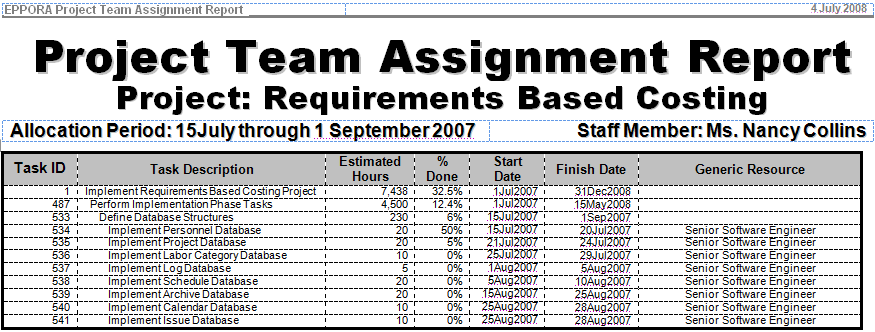 EPPORA Project Team Assignment Report 4 July 2008
Project Team Assignment Report
Project: Requirements Based Costing
Allocation Period: 15July through 1 September 2007 Staff Member: Ms. Nancy Collins
Task ID Task Description Estimated Hours % Done Start Date Finish Date Generic Resource
1 Implement Requirements Based Costing Project 7,438 32.5% 1Jul2007 31Dec2008
487 Perform Implementation Phase Tasks 4,500 12.4% 1Jul2007 15May2008
533 Define Database Structures 230 6% 15Jul2007 1Sep2007
534 Implement Personnel Database 20 50% 15Jul2007 20Jul2007 Senior Software Engineer
535 Implement Project Database 20 5% 21Jul2007 24Jul2007 Senior Software Engineer
536 Implement Labor Category Database 10 0% 25Jul2007 29Jul2007 Senior Software Engineer
537 Implement Log Database 5 0% 1Aug2007 5Aug2007 Senior Software Engineer
538 Implement Schedule Database 20 0% 5Aug2007 10Aug2007 Senior Software Engineer
539 Implement Archive Database 20 0% 15Aug2007 25Aug2007 Senior Software Engineer
540 Implement Calendar Database 10 0% 25Aug2007 28Aug2007 Senior Software Engineer
541 Implement Issue Database 10 0% 25Aug2007 28Aug2007 Senior Software Engineer